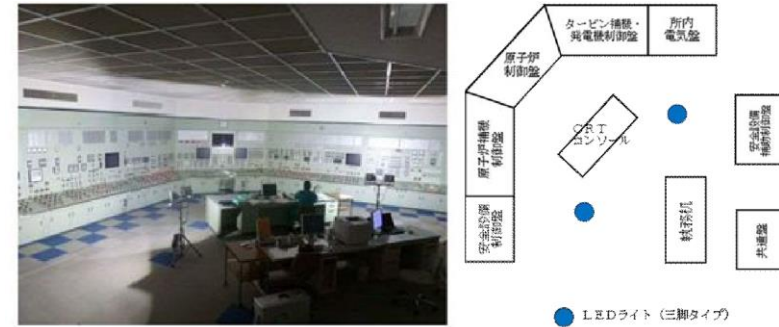 タービン補機・
発電機制御盤
所内
電気盤
原子炉
制御盤
CRT
コンソール
原子炉補機
制御盤
安全設備
補助制御盤
安全設備
制御盤
執務机
共通盤
LEDライト (三脚タイプ)